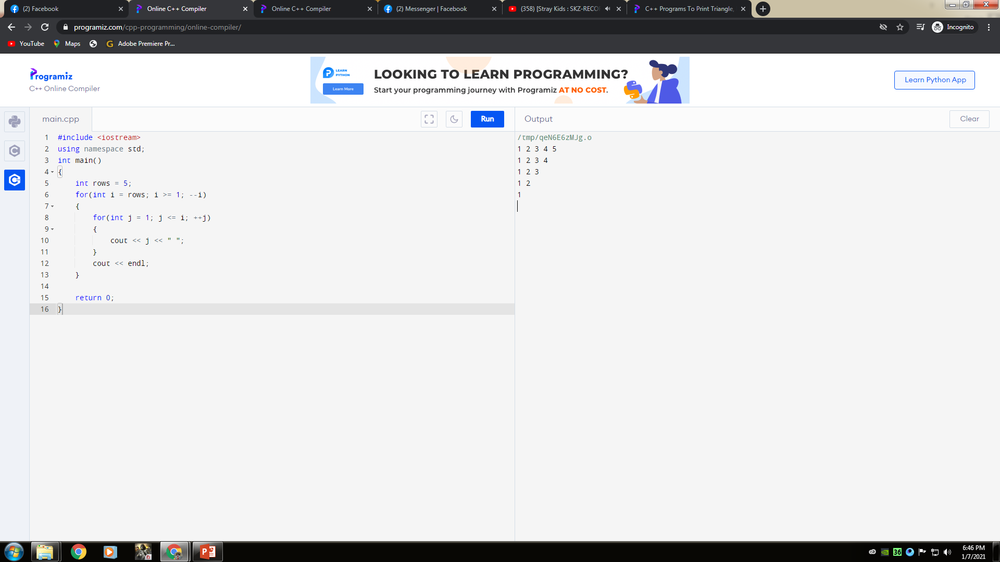 (2) Facebook
Online C++ Compiler
Online C++ Compiler
(2) Messenger | Facebook
(358) [Stray Kids : SKZ-RECO
C++ Programs To Print Triangle,
programiz.com/cpp-programming/online-compiler/
Incognito
YouTube
Maps
Adobe Premiere Pr...
Programiz
C++ Online Compiler
LEARN
PYTHON
Learn More
LOOKING TO LEARN PROGRAMMING?
Start your programming journey with Programiz AT NO COST.
Learn Python App
main.cpp
Run
Output
Clear
1 #include <iostream>
2 using namespace std;
3 int main()
4 {
5     int rows = 5;
6     for(int i = rows; i >= 1; --i)
7     {
8         for(int j = 1; j <= i; ++j)
9         {
10             cout << j << " ";
11         }
12         cout << endl;
13     }
14
15     return 0;
16 }
/tmp/qeN6E6zMJg.o
1 2 3 4 5
1 2 3 4
1 2 3
1 2
1
36
6:46 PM
1/7/2021